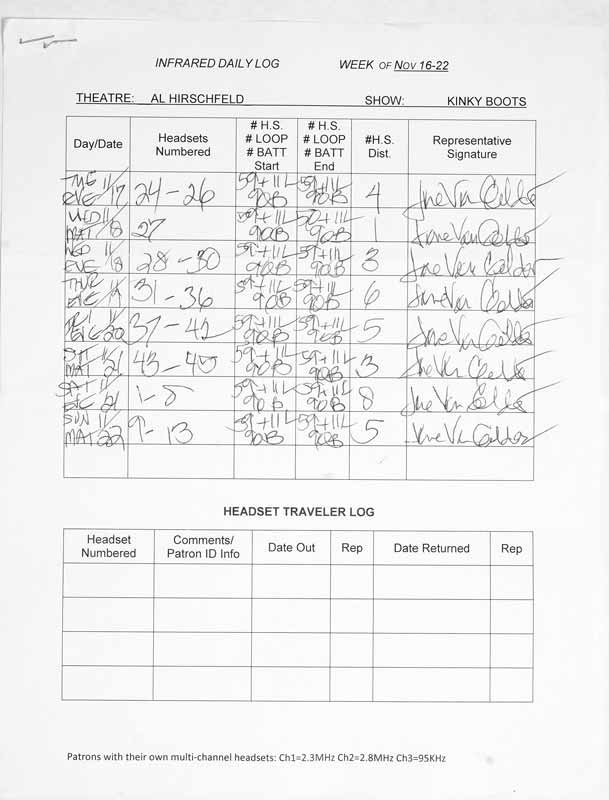 INFRARED DAILY LOG WEEK OF NOV 16-22
THEATRE: AL HIRSCHFELD SHOW: KINKY BOOTS
Day/Date Headsets Numbered # H.S. # LOOP # BATT Start # H.S. # LOOP # BATT End #H.S. Dist. Representative Signature
TUE 11/17 EVE 24-26 59+11L 90B 59+11L 90B 4 Jane Van Gelder
WED 11/18 MAT 27 59+11L 90B 59+11L 90B 1 Jane Van Gelder
WED 11/18 EVE 28-30 59+11L 90B 59+11L 90B 3 Jane Van Gelder
THUR 11/19 EVE 31-36 59+11L 90B 59+11L 90B 6 Jane Van Gelder
FRI 11/20 EVE 37-42 59+11L 90B 59+11L 90B 5 Jane Van Gelder
SAT 11/21 MAT 43-45 59+11L 90B 59+11L 90B 3 Jane Van Gelder
SAT 11/21 EVE 1-8 59+11L 90B 59+11L 90B 8 Jane Van Gelder
SUN 11/22 MAT 9-13 59+11L 90B 59+11L 90B 5 Jane Van Gelder
HEADSET TRAVELER LOG
Headset Numbered Comments/ Patron ID Info Date Out Rep Date Returned Rep
Patrons with their own multi-channel headsets: Ch1=2.3MHz Ch2=2.8MHz Ch3=95KHz